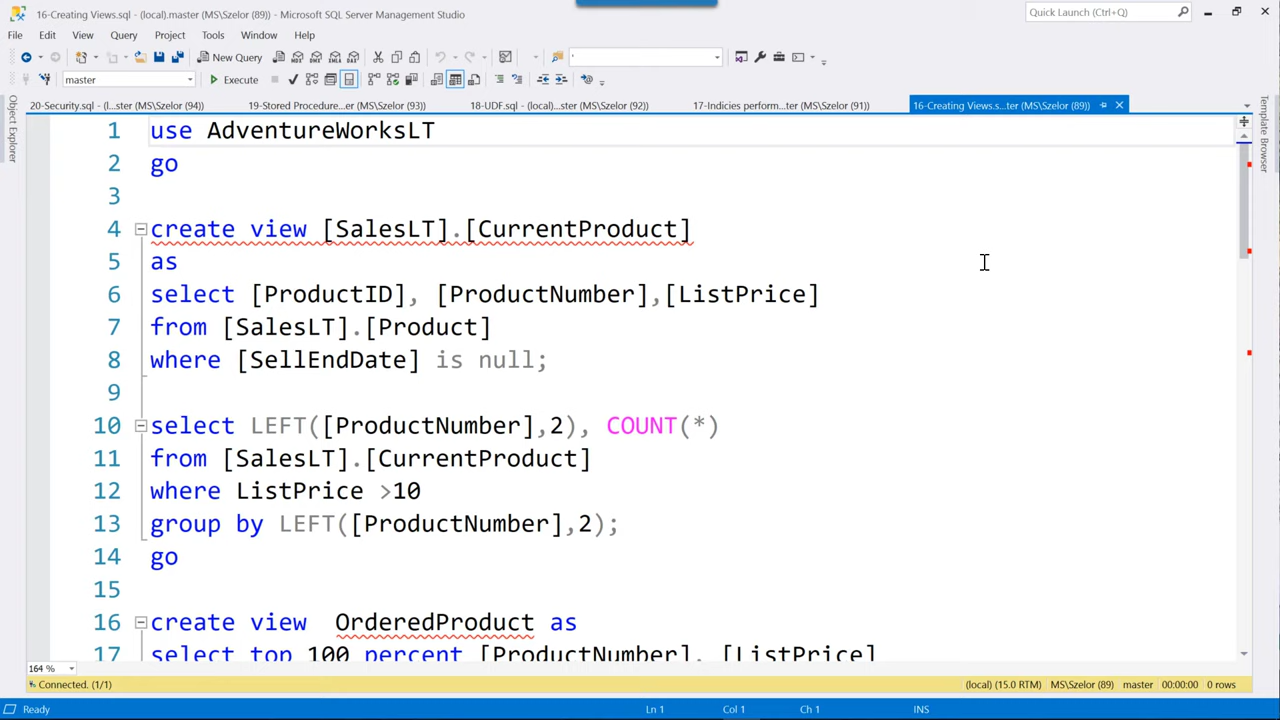 16-Creating Views.sql - (local).master (MS\Szelor (89)) - Microsoft SQL Server Management Studio
Quick Launch (Ctrl+Q)
File Edit View Query Project Tools Window Help
New Query
master
Execute
20-Security.sql - (l...ster (MS\Szelor (94)) 19-Stored Procedure...er (MS\Szelor (93)) 18-UDF.sql - (local)...ster (MS\Szelor (92)) 17-Indicies perform...ter (MS\Szelor (91)) 16-Creating Views.s...ter (MS\Szelor (89))
Object Explorer
Team Explorer
1 use AdventureWorksLT
2 go
3
4 create view [SalesLT].[CurrentProduct]
5 as
6 select [ProductID], [ProductNumber],[ListPrice]
7 from [SalesLT].[Product]
8 where [SellEndDate] is null;
9
10 select LEFT([ProductNumber],2), COUNT(*)
11 from [SalesLT].[CurrentProduct]
12 where ListPrice >10
13 group by LEFT([ProductNumber],2);
14 go
15
16 create view OrderedProduct as
17 select top 100 percent [ProductNumber], [ListPrice]
164 %
Connected. (1/1) (local) (15.0 RTM) MS\Szelor (89) master 00:00:00 0 rows
Ready Ln 1 Col 1 Ch 1 INS